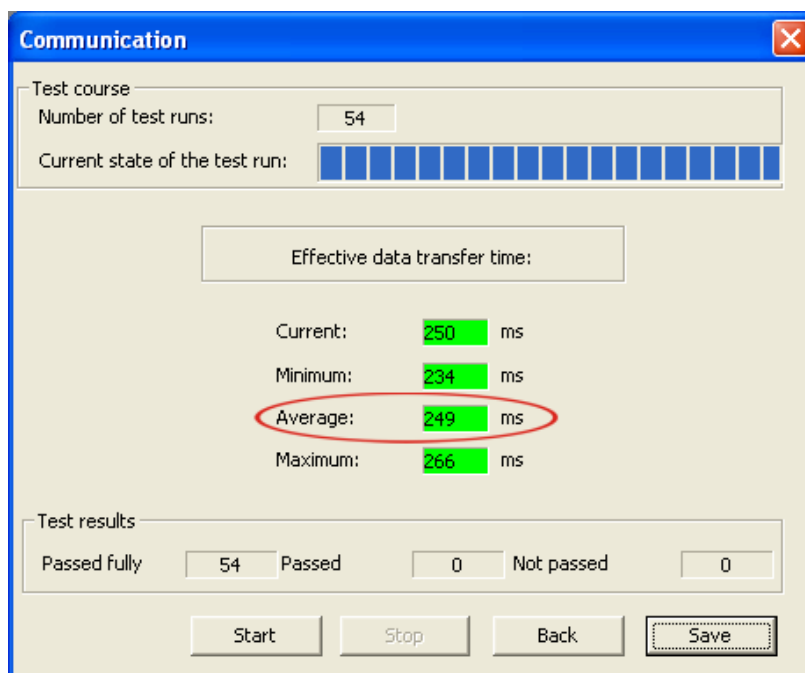 Communication
Test course
Number of test runs: 54
Current state of the test run:
Effective data transfer time:
Current: 250 ms
Minimum: 234 ms
Average: 249 ms
Maximum: 266 ms
Test results
Passed fully 54 Passed 0 Not passed 0
Start Stop Back Save